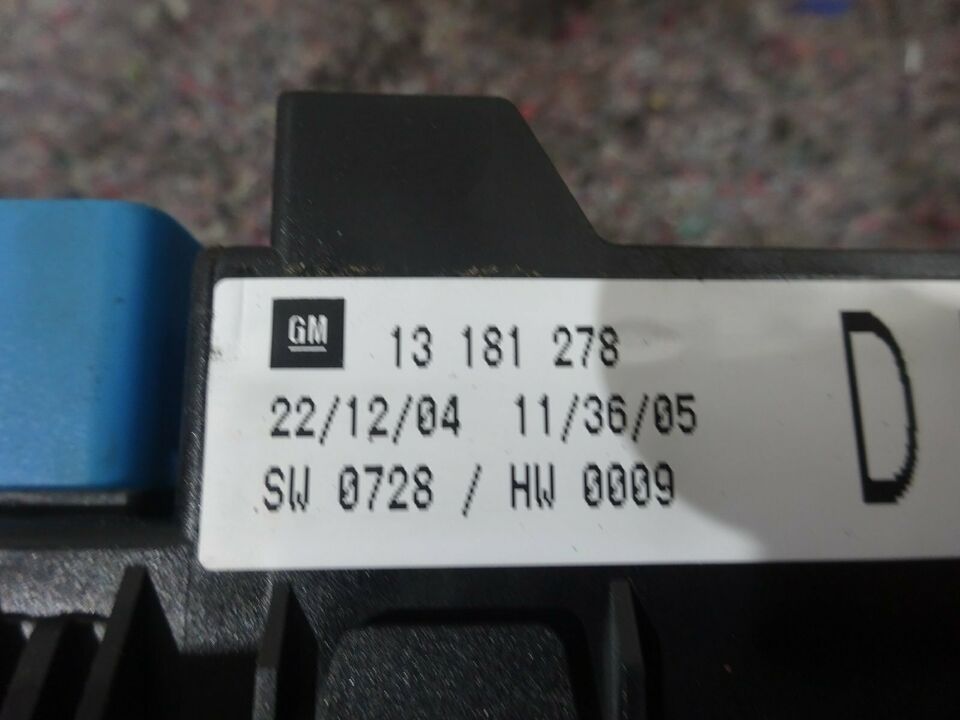 GM 13 181 278 D
22/12/04 11/36/05
SW 0728 / HW 0009